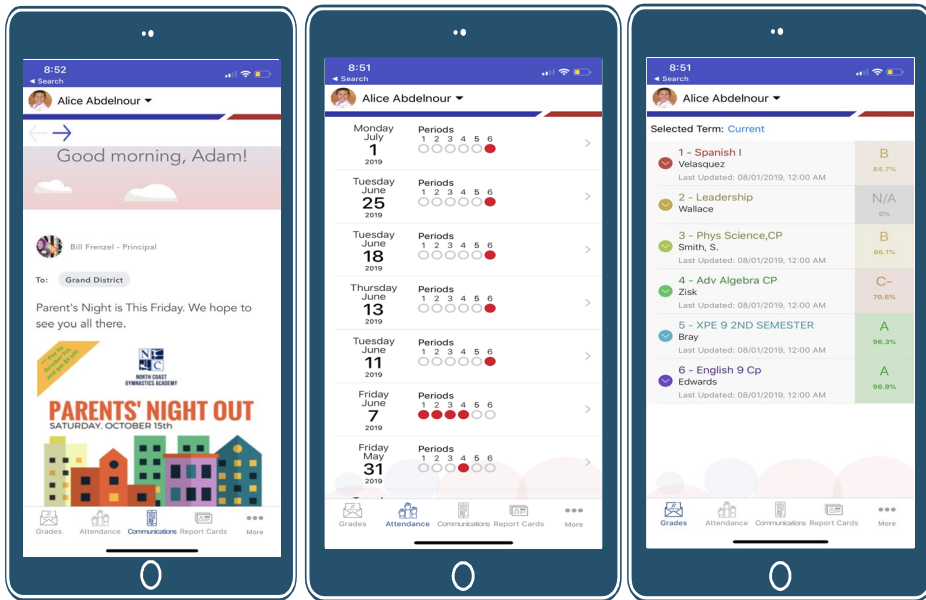 8:52
◄ Search
Alice Abdelnour
Good morning, Adam!
Bill Frenzel - Principal
To: Grand District
Parent's Night is This Friday. We hope to
see you all there.
NORTH COAST
GYMNASTICS ACADEMY
PARENTS' NIGHT OUT
SATURDAY, OCTOBER 15th
Grades Attendance Communications Report Cards More
8:51
◄ Search
Alice Abdelnour
Monday
July
1
2019
Periods
1 2 3 4 5 6
Tuesday
June
25
2019
Periods
1 2 3 4 5 6
Tuesday
June
18
2019
Periods
1 2 3 4 5 6
Thursday
June
13
2019
Periods
1 2 3 4 5 6
Tuesday
June
11
2019
Periods
1 2 3 4 5 6
Friday
June
7
2019
Periods
1 2 3 4 5 6
Friday
May
31
2019
Periods
1 2 3 4 5 6
Grades Attendance Communications Report Cards More
8:51
◄ Search
Alice Abdelnour
Selected Term: Current
1 - Spanish I
Velasquez
Last Updated: 08/01/2019, 12:00 AM
B
84.7%
2 - Leadership
Wallace
N/A
0%
3 - Phys Science,CP
Smith, S.
Last Updated: 08/01/2019, 12:00 AM
B
86.1%
4 - Adv Algebra CP
Zisk
Last Updated: 08/01/2019, 12:00 AM
C-
70.6%
5 - XPE 9 2ND SEMESTER
Bray
Last Updated: 08/01/2019, 12:00 AM
A
96.3%
6 - English 9 Cp
Edwards
Last Updated: 08/01/2019, 12:00 AM
A
96.9%
Grades Attendance Communications Report Cards More